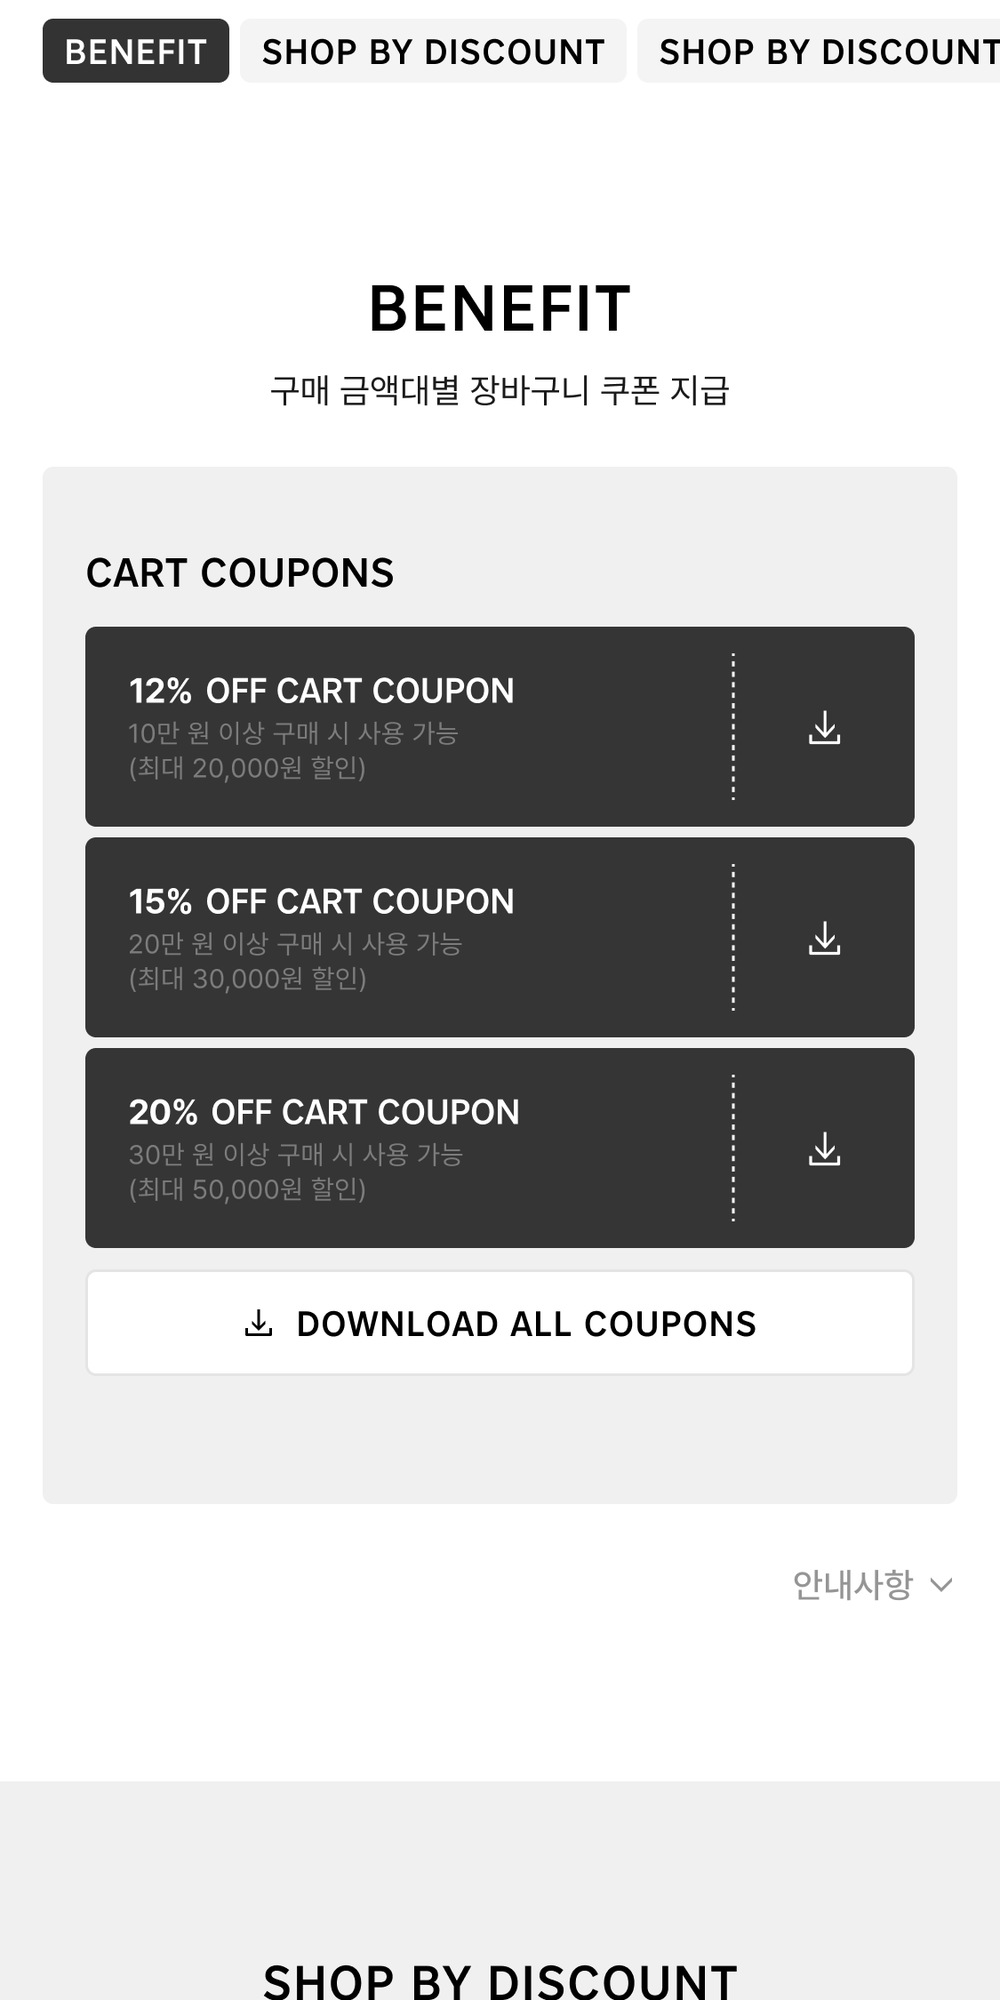 BENEFIT
SHOP BY DISCOUNT
SHOP BY DISCOUNT
BENEFIT
구매 금액대별 장바구니 쿠폰 지급
CART COUPONS
12% OFF CART COUPON
10만 원 이상 구매 시 사용 가능
(최대 20,000원 할인)
15% OFF CART COUPON
20만 원 이상 구매 시 사용 가능
(최대 30,000원 할인)
20% OFF CART COUPON
30만 원 이상 구매 시 사용 가능
(최대 50,000원 할인)
DOWNLOAD ALL COUPONS
안내사항
SHOP BY DISCOUNT